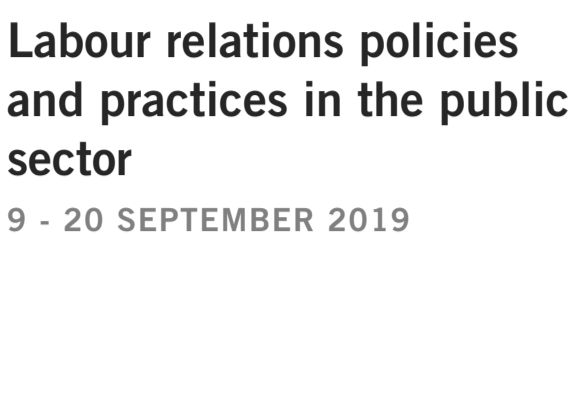 Labour relations policies
and practices in the public
sector
9 - 20 SEPTEMBER 2019